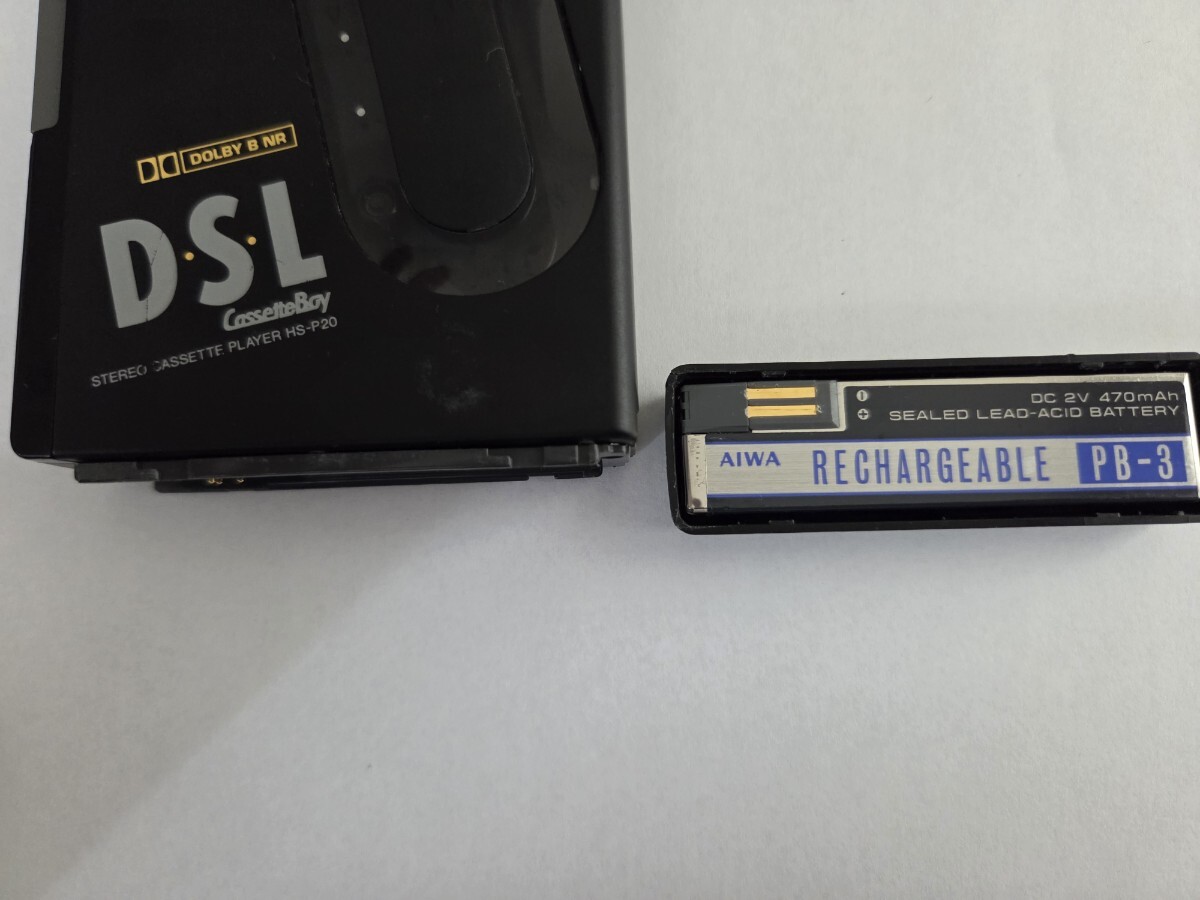 DOLBY B NR
D·S·L
CassetteBoy
STEREO CASSETTE PLAYER HS-P20
DC 2V 470mAh
SEALED LEAD-ACID BATTERY
AIWA RECHARGEABLE PB-3